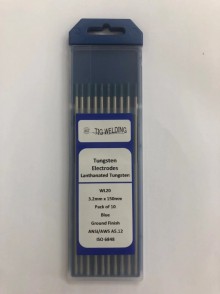 TIG WELDING
Tungsten
Electrodes
Lanthanated Tungsten
WL20
3.2mm x 150mm
Pack of 10
Blue
Ground Finish
ANSI/AWS A5.12
ISO 6848